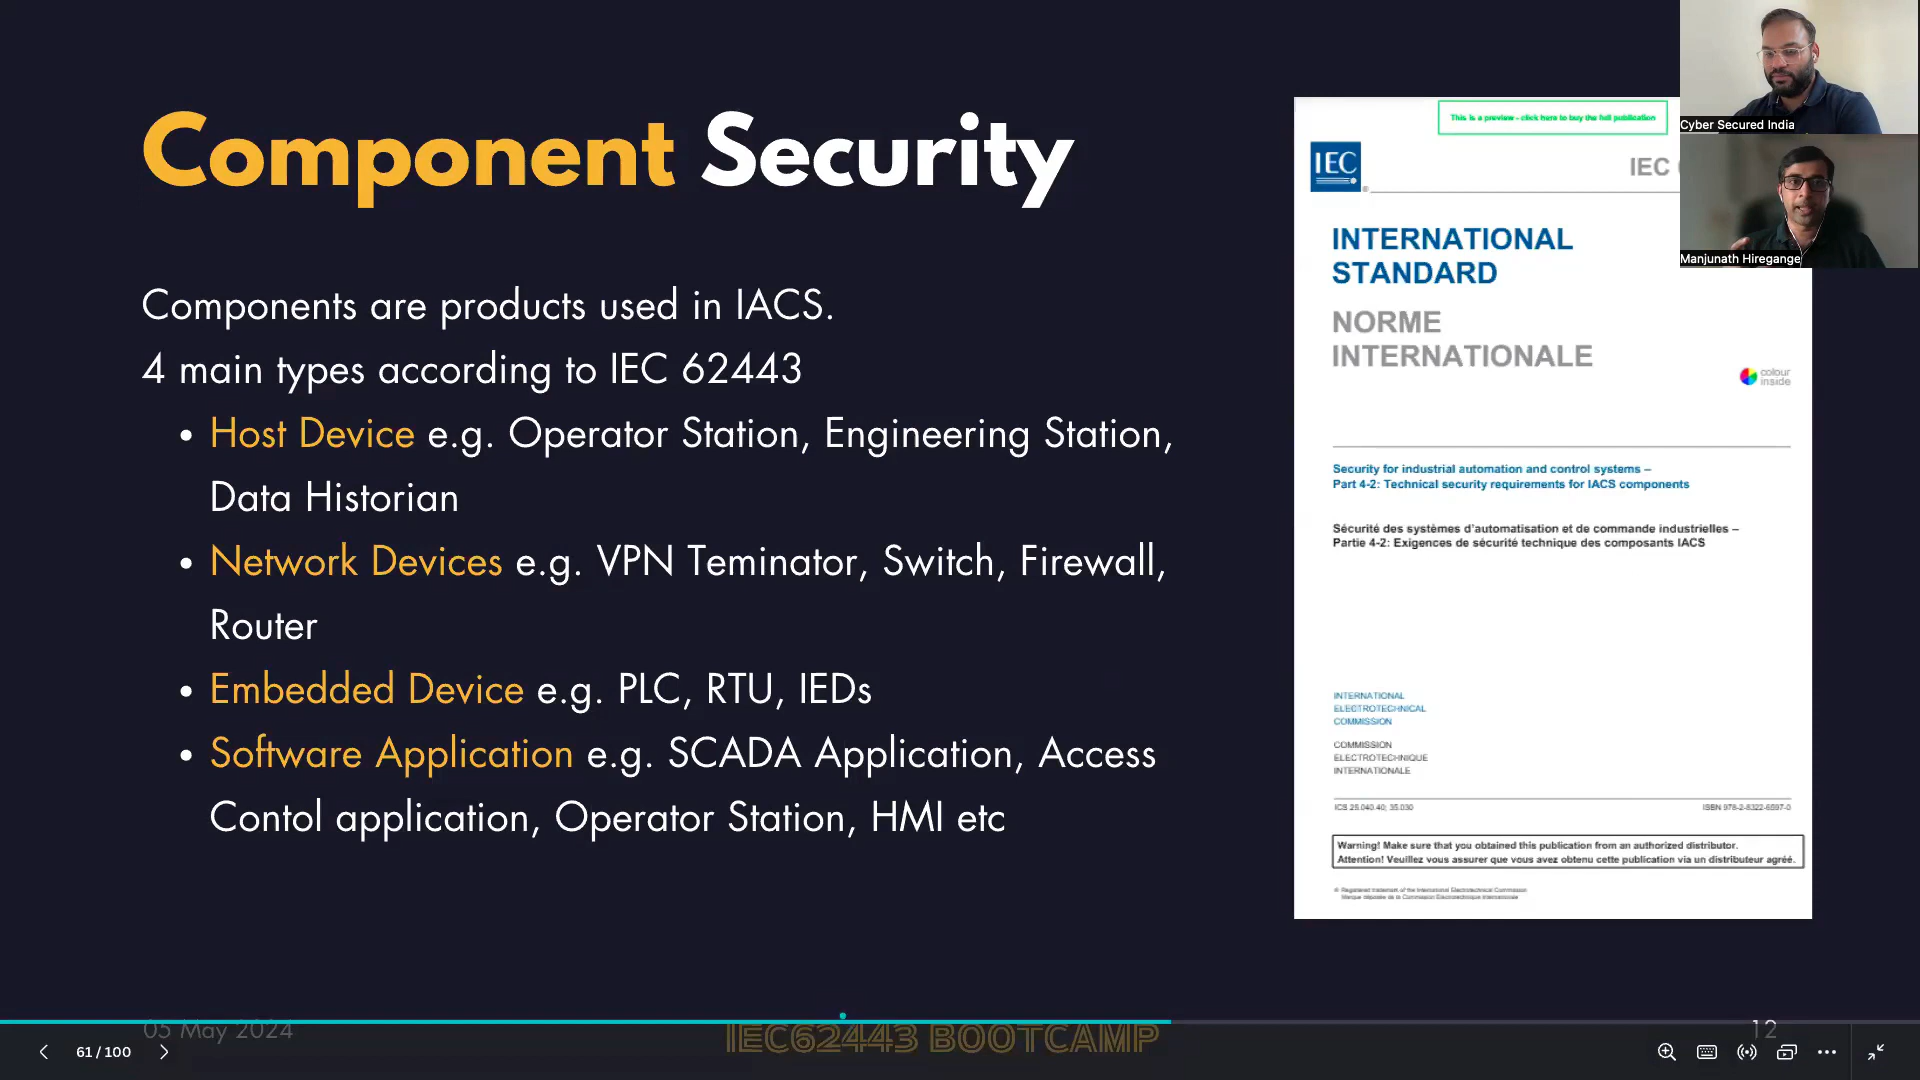 Component Security
Components are products used in IACS.
4 main types according to IEC 62443
• Host Device e.g. Operator Station, Engineering Station,
Data Historian
• Network Devices e.g. VPN Teminator, Switch, Firewall,
Router
• Embedded Device e.g. PLC, RTU, IEDs
• Software Application e.g. SCADA Application, Access
Contol application, Operator Station, HMI etc
This is a preview - click here to buy the full publication
IEC
®
IEC
INTERNATIONAL
STANDARD
NORME
INTERNATIONALE
colour
inside
Security for industrial automation and control systems –
Part 4-2: Technical security requirements for IACS components
Sécurité des systèmes d'automatisation et de commande industrielles –
Partie 4-2: Exigences de sécurité technique des composants IACS
INTERNATIONAL
ELECTROTECHNICAL
COMMISSION
COMMISSION
ELECTROTECHNIQUE
INTERNATIONALE
ICS 25.040.40; 35.030
ISBN 978-2-8322-6597-0
Warning! Make sure that you obtained this publication from an authorized distributor.
Attention! Veuillez vous assurer que vous avez obtenu cette publication via un distributeur agréé.
® Registered trademark of the International Electrotechnical Commission
Marque déposée de la Commission Electrotechnique Internationale
Cyber Secured India
Manjunath Hiregange
05 May 2024
IEC62443 BOOTCAMP
12
61 / 100